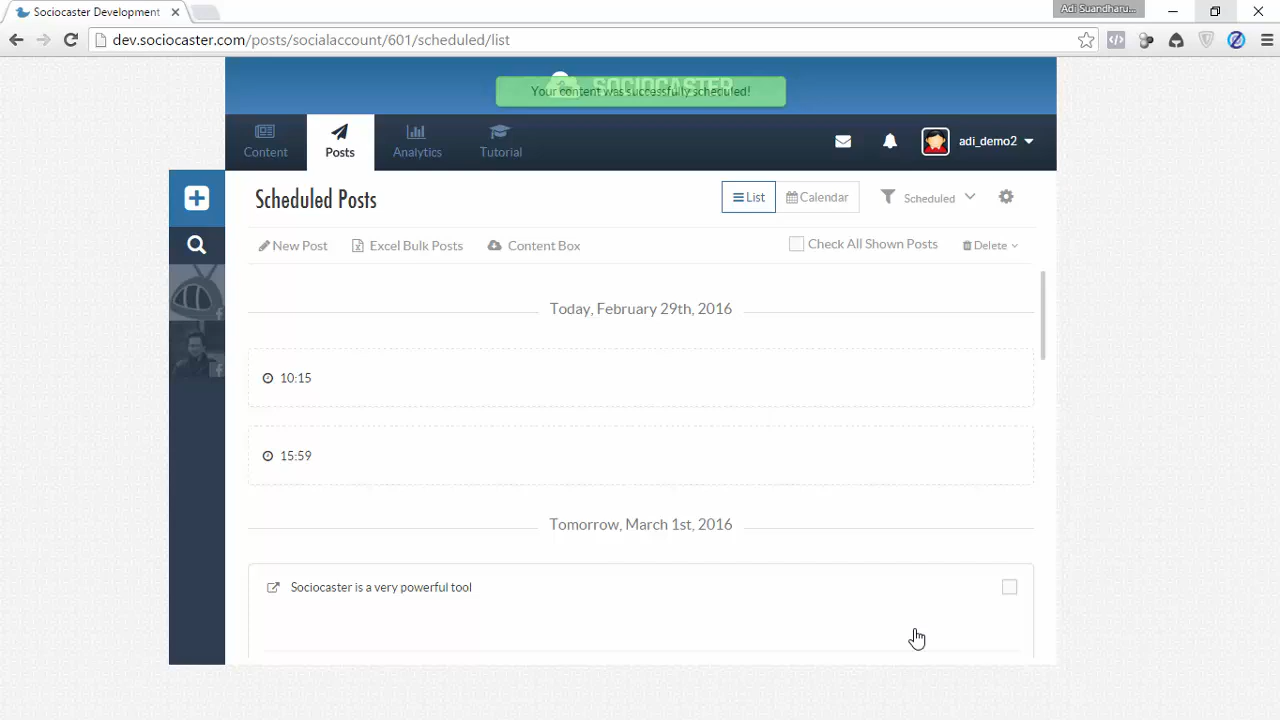 Sociocaster Development
Adi Suandharu...
dev.sociocaster.com/posts/socialaccount/601/scheduled/list
SOCIOCASTER
Your content was successfully scheduled!
Content
Posts
Analytics
Tutorial
adi_demo2
Scheduled Posts
List
Calendar
Scheduled
New Post
Excel Bulk Posts
Content Box
Check All Shown Posts
Delete
Today, February 29th, 2016
10:15
15:59
Tomorrow, March 1st, 2016
Sociocaster is a very powerful tool